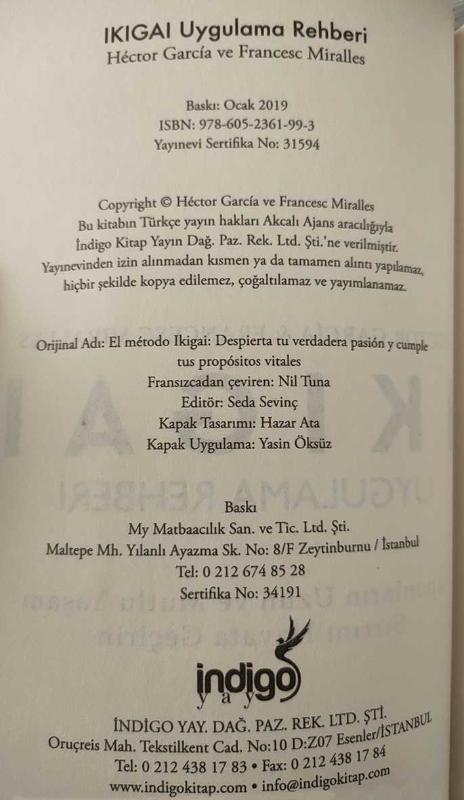 IKIGAI Uygulama Rehberi
Héctor García ve Francesc Miralles
Baskı: Ocak 2019
ISBN: 978-605-2361-99-3
Yayınevi Sertifika No: 31594
Copyright © Héctor García ve Francesc Miralles
Bu kitabın Türkçe yayın hakları Akcalı Ajans aracılığıyla
İndigo Kitap Yayın Dağ. Paz. Rek. Ltd. Şti.'ne verilmiştir.
Yayınevinden izin alınmadan kısmen ya da tamamen alıntı yapılamaz,
hiçbir şekilde kopya edilemez, çoğaltılamaz ve yayımlanamaz.
Orijinal Adı: El método Ikigai: Despierta tu verdadera pasión y cumple
tus propósitos vitales
Fransızcadan çeviren: Nil Tuna
Editör: Seda Sevinç
Kapak Tasarımı: Hazar Ata
Kapak Uygulama: Yasin Öksüz
Baskı
My Matbaacılık San. ve Tic. Ltd. Şti.
Maltepe Mh. Yılanlı Ayazma Sk. No: 8/F Zeytinburnu / İstanbul
Tel: 0 212 674 85 28
Sertifika No: 34191
indigo
yay
İNDİGO YAY. DAĞ. PAZ. REK. LTD. ŞTİ.
Oruçreis Mah. Tekstilkent Cad. No:10 D:Z07 Esenler/İSTANBUL
Tel: 0 212 438 17 83 • Fax: 0 212 438 17 84
www.indigokitap.com • info@indigokitap.com